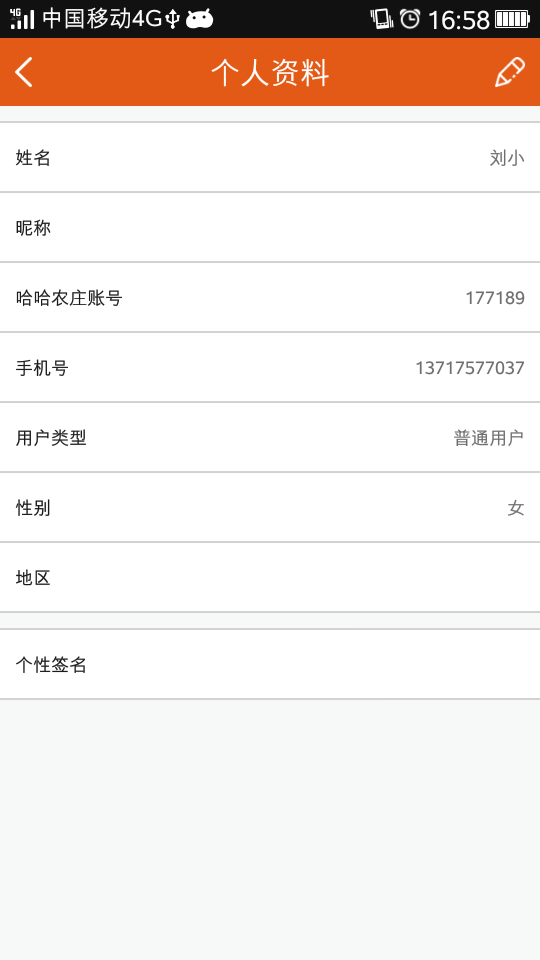 中国移动4G 16:58
个人资料
姓名 刘小
昵称
哈哈农庄账号 177189
手机号 13717577037
用户类型 普通用户
性别 女
地区
个性签名